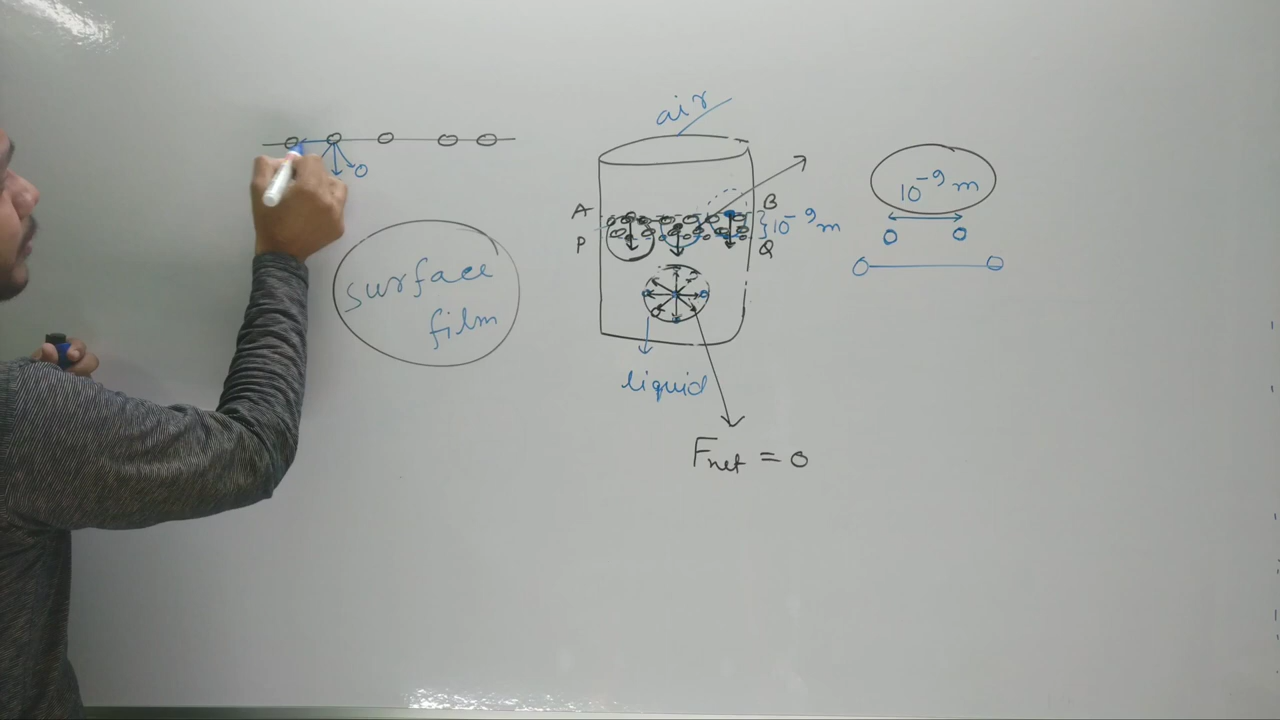 air
A B
P Q
10⁻⁹ m
10⁻⁹ m
surface
film
liquid
Fnet = 0